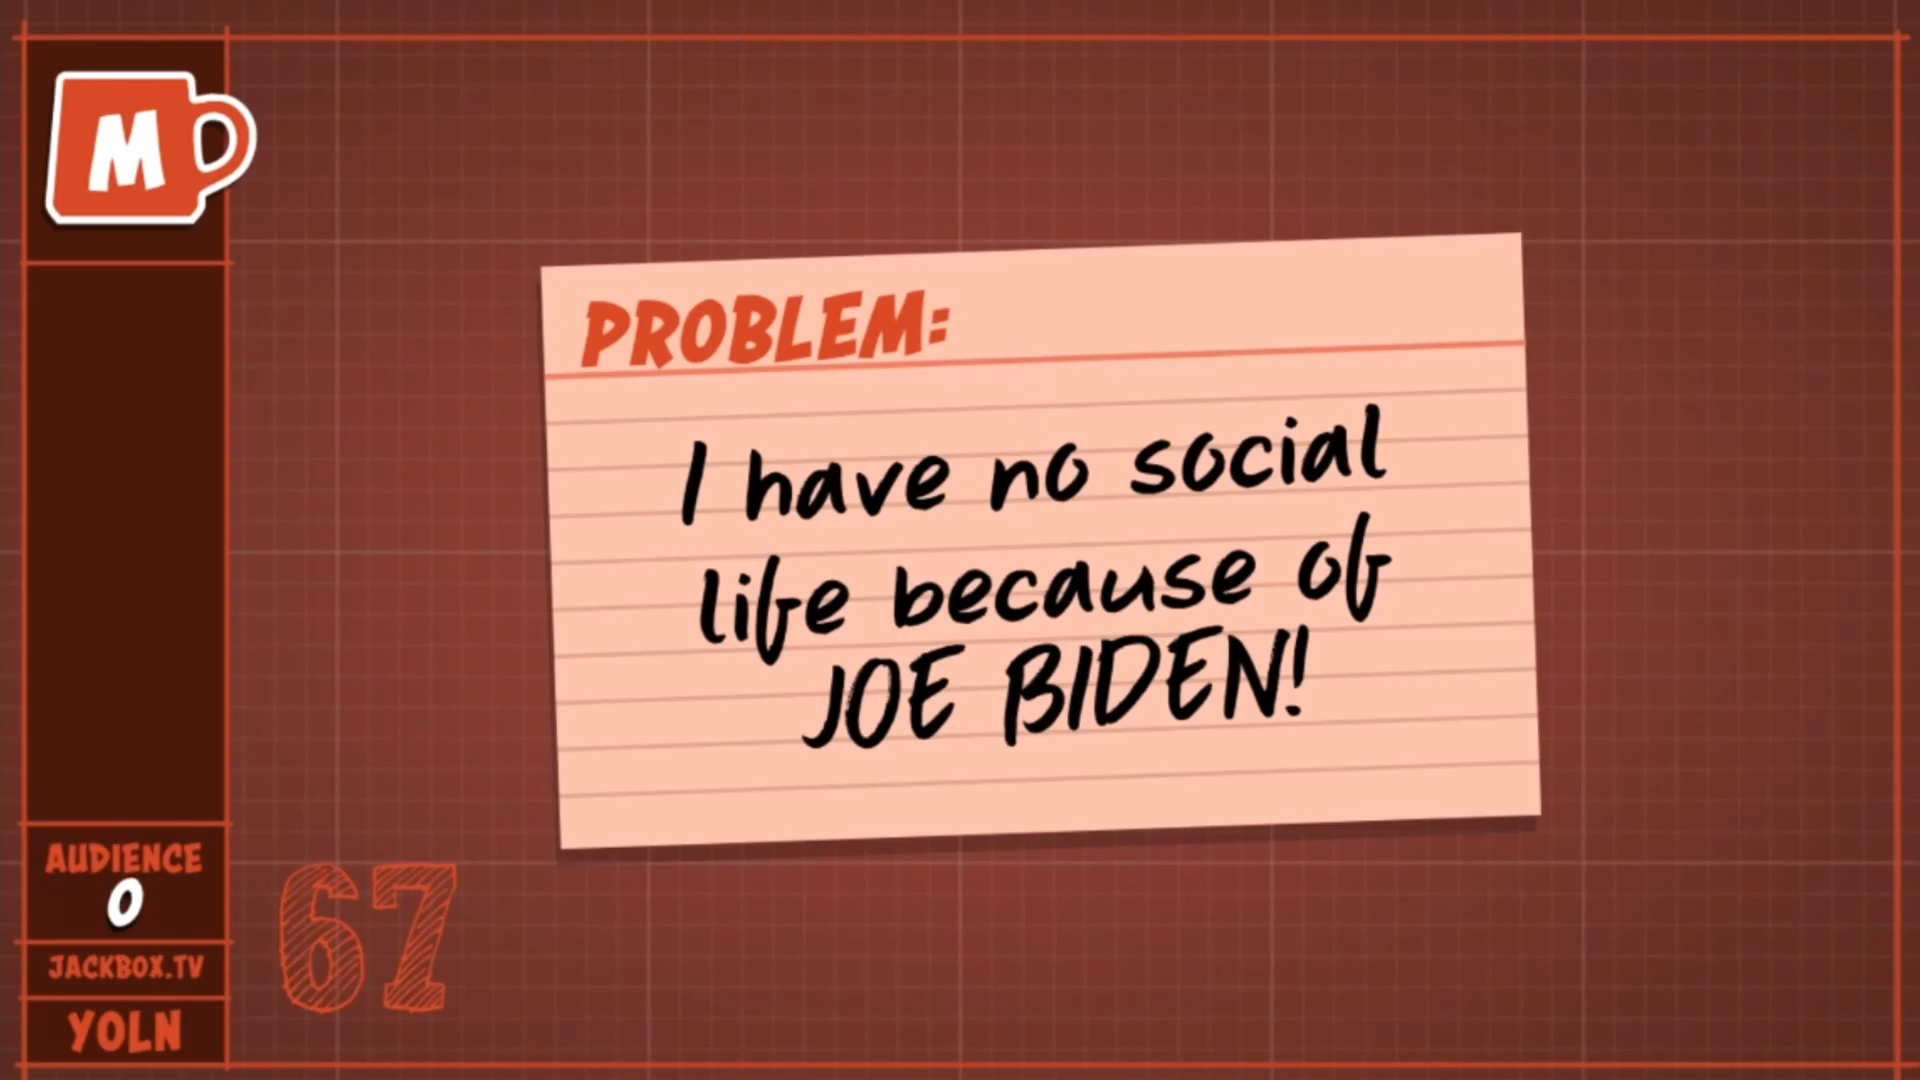 M
PROBLEM:
I have no social
life because of
JOE BIDEN!
AUDIENCE
0
JACKBOX.TV
YOLN
67